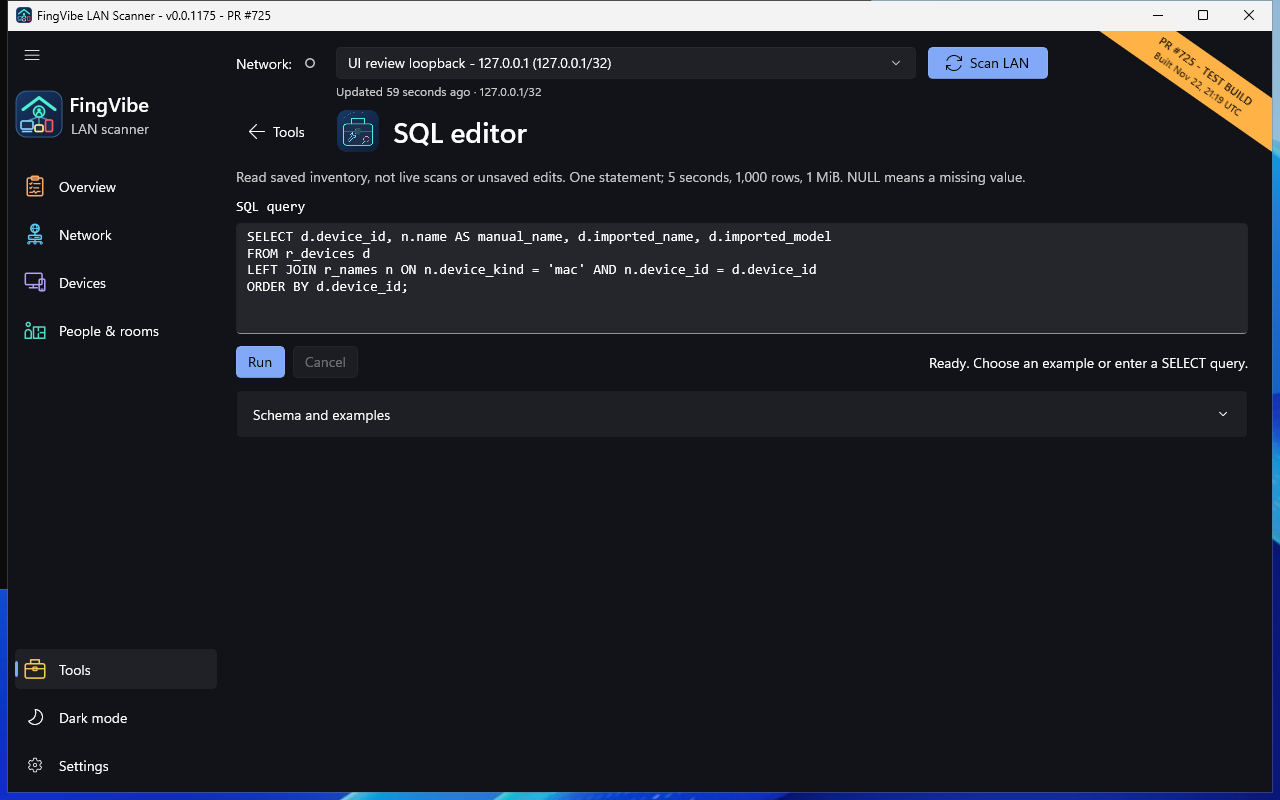 FingVibe LAN Scanner - v0.0.1175 - PR #725
PR #725 - TEST BUILD
Built Nov 22, 21:19 UTC
Network:
UI review loopback - 127.0.0.1 (127.0.0.1/32)
Scan LAN
Updated 59 seconds ago · 127.0.0.1/32
FingVibe
LAN scanner
Overview
Network
Devices
People & rooms
Tools
Dark mode
Settings
Tools
SQL editor
Read saved inventory, not live scans or unsaved edits. One statement; 5 seconds, 1,000 rows, 1 MiB. NULL means a missing value.
SQL query
SELECT d.device_id, n.name AS manual_name, d.imported_name, d.imported_model
FROM r_devices d
LEFT JOIN r_names n ON n.device_kind = 'mac' AND n.device_id = d.device_id
ORDER BY d.device_id;
Run
Cancel
Ready. Choose an example or enter a SELECT query.
Schema and examples